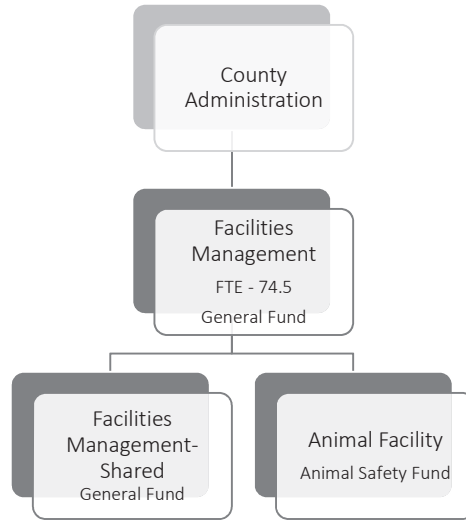 County
Administration
Facilities
Management
FTE - 74.5
General Fund
Facilities
Management-
Shared
General Fund
Animal Facility
Animal Safety Fund